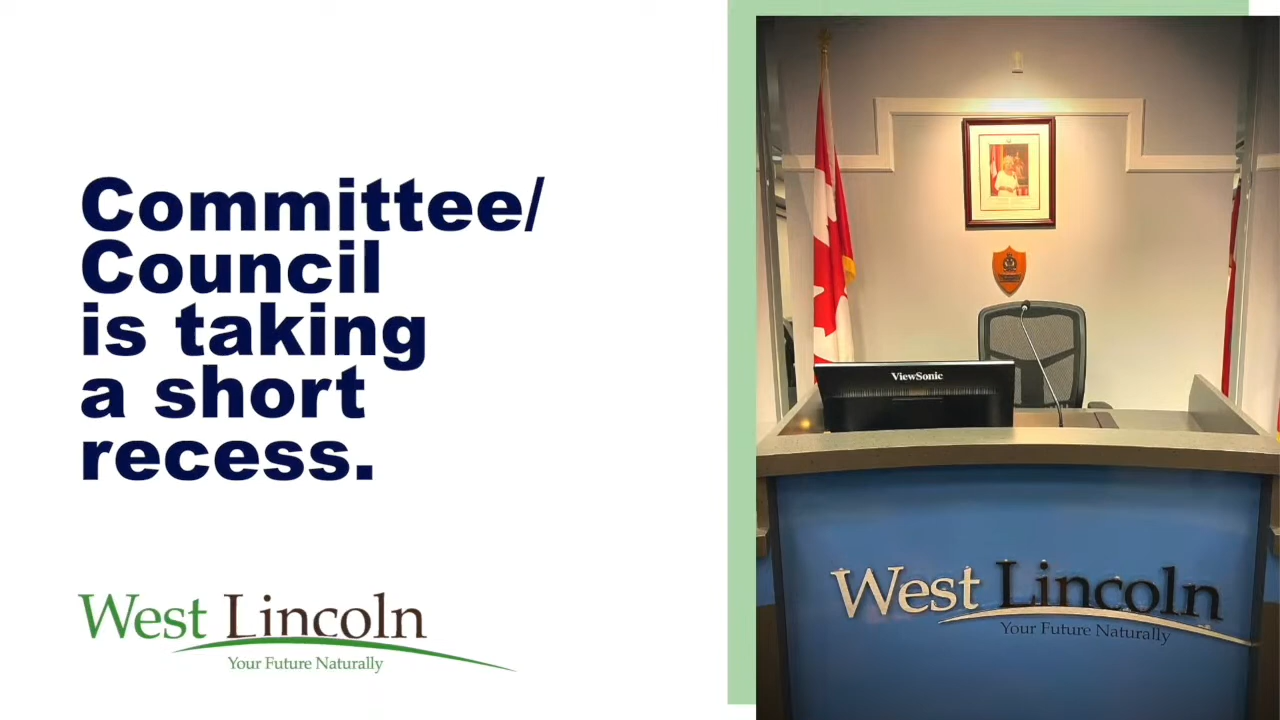 Committee/
Council
is taking
a short
recess.
West Lincoln
Your Future Naturally
ViewSonic
West Lincoln
Your Future Naturally